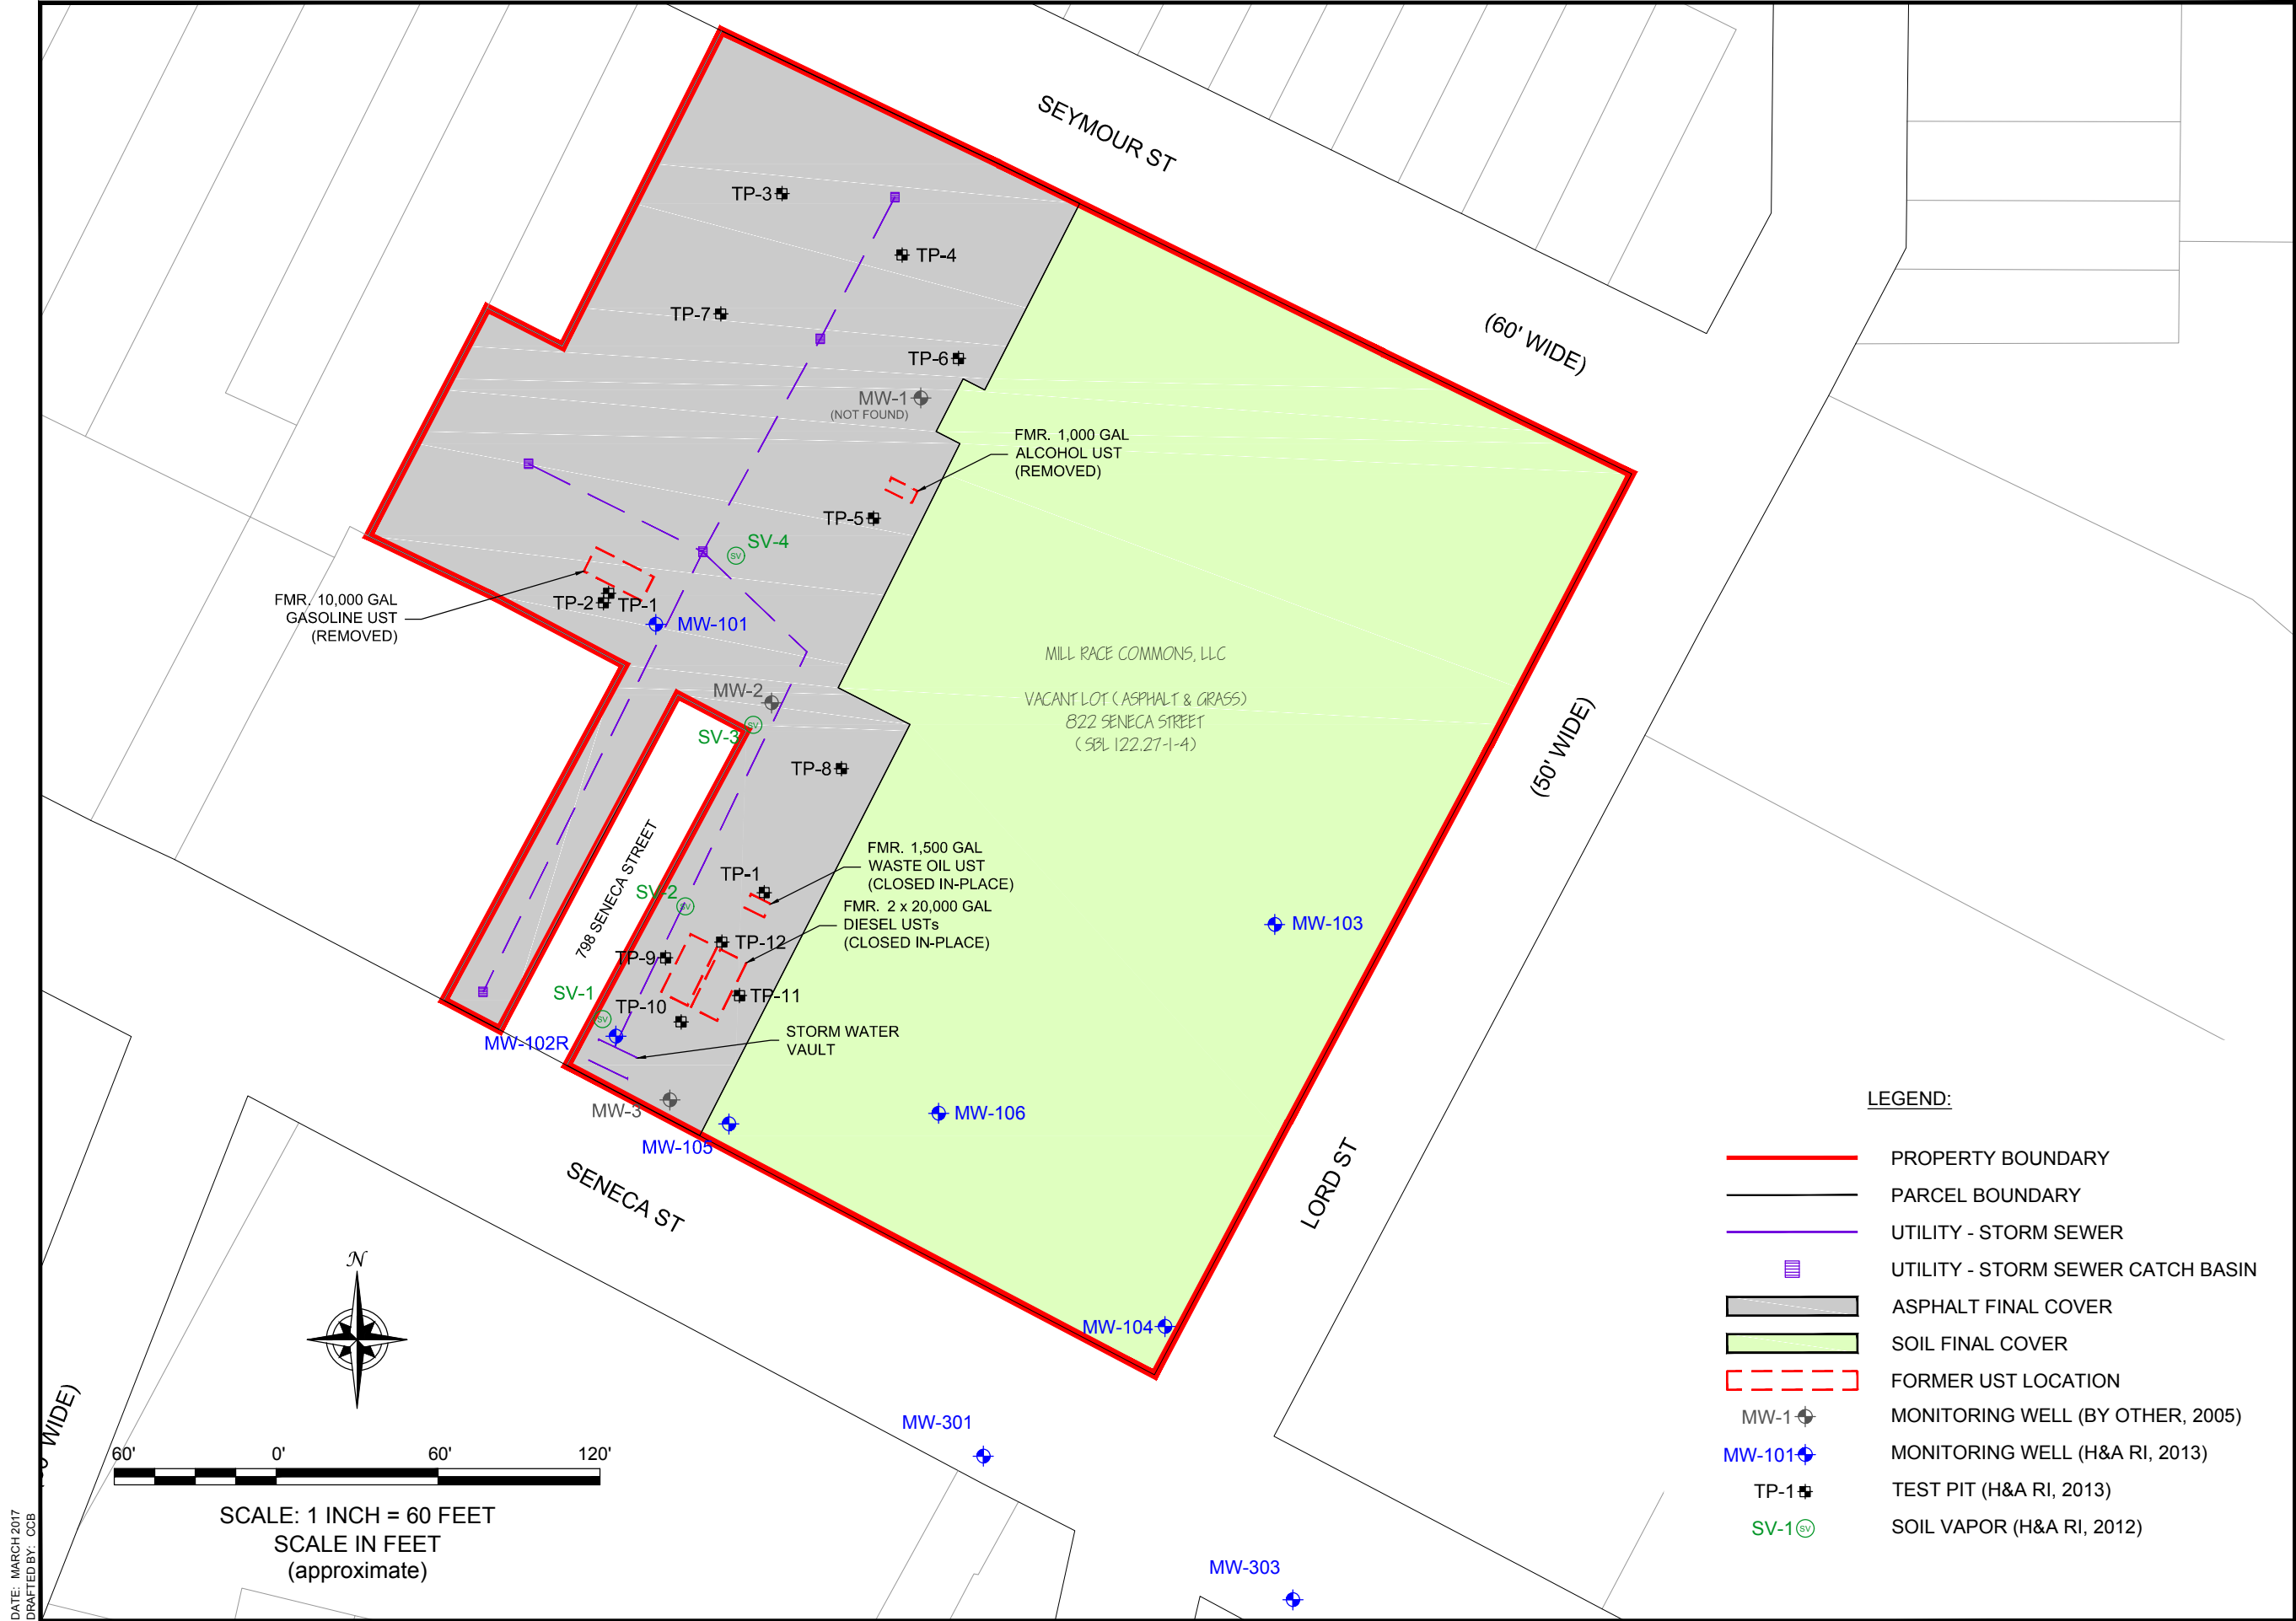 SEYMOUR ST
(60' WIDE)
TP-3
TP-4
TP-7
TP-6
MW-1
(NOT FOUND)
FMR. 1,000 GAL
ALCOHOL UST
(REMOVED)
TP-5
SV-4
SV
FMR. 10,000 GAL
GASOLINE UST
(REMOVED)
TP-2
TP-1
MW-101
MILL RACE COMMONS, LLC
VACANT LOT ( ASPHALT & GRASS)
822 SENECA STREET
( SBL 122.27-1-4)
MW-2
SV
SV-3
TP-8
(50' WIDE)
798 SENECA STREET
FMR. 1,500 GAL
WASTE OIL UST
(CLOSED IN-PLACE)
TP-1
SV-2
SV
FMR. 2 x 20,000 GAL
DIESEL USTs
(CLOSED IN-PLACE)
TP-12
TP-9
MW-103
SV-1
SV
TP-10
TP-11
STORM WATER
VAULT
MW-102R
MW-3
MW-105
MW-106
SENECA ST
LORD ST
MW-104
MW-301
MW-303
N
WIDE)
60' 0' 60' 120'
SCALE: 1 INCH = 60 FEET
SCALE IN FEET
(approximate)
DATE: MARCH 2017
DRAFTED BY: CCB
LEGEND:
PROPERTY BOUNDARY
PARCEL BOUNDARY
UTILITY - STORM SEWER
UTILITY - STORM SEWER CATCH BASIN
ASPHALT FINAL COVER
SOIL FINAL COVER
FORMER UST LOCATION
MW-1 MONITORING WELL (BY OTHER, 2005)
MW-101 MONITORING WELL (H&A RI, 2013)
TP-1 TEST PIT (H&A RI, 2013)
SV-1 SV SOIL VAPOR (H&A RI, 2012)